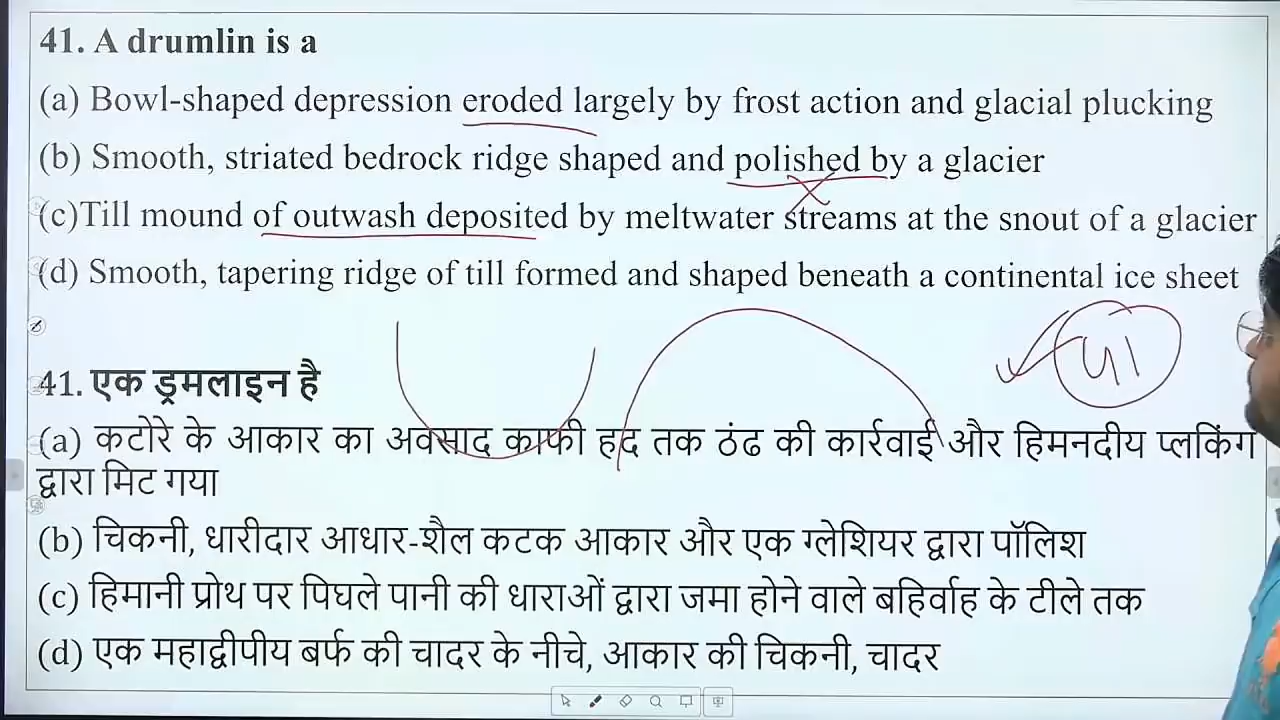 41. A drumlin is a
(a) Bowl-shaped depression eroded largely by frost action and glacial plucking
(b) Smooth, striated bedrock ridge shaped and polished by a glacier
(c)Till mound of outwash deposited by meltwater streams at the snout of a glacier
(d) Smooth, tapering ridge of till formed and shaped beneath a continental ice sheet
41
41. एक ड्रमलाइन है
(a) कटोरे के आकार का अवसाद काफी हद तक ठंढ की कार्रवाई और हिमनदीय प्लकिंग
द्वारा मिट गया
(b) चिकनी, धारीदार आधार-शैल कटक आकार और एक ग्लेशियर द्वारा पॉलिश
(c) हिमानी प्रोथ पर पिघले पानी की धाराओं द्वारा जमा होने वाले बहिर्वाह के टीले तक
(d) एक महाद्वीपीय बर्फ की चादर के नीचे, आकार की चिकनी, चादर